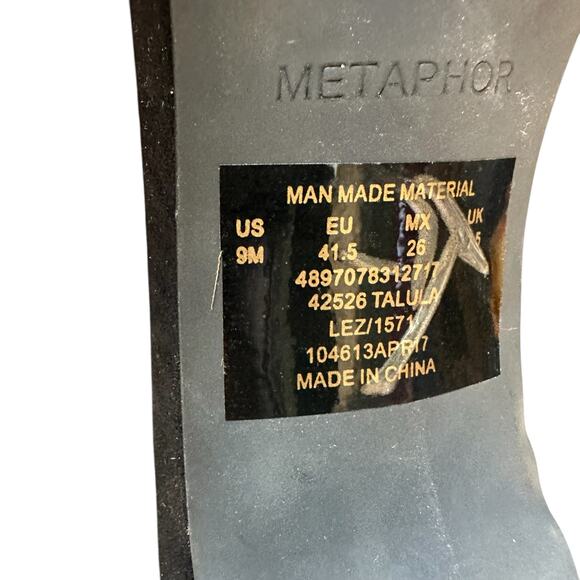 METAPHOR
MAN MADE MATERIAL
US EU MX UK
9M 41.5 26 5
4897078312717
42526 TALULA
LEZ/1571
104613APR17
MADE IN CHINA